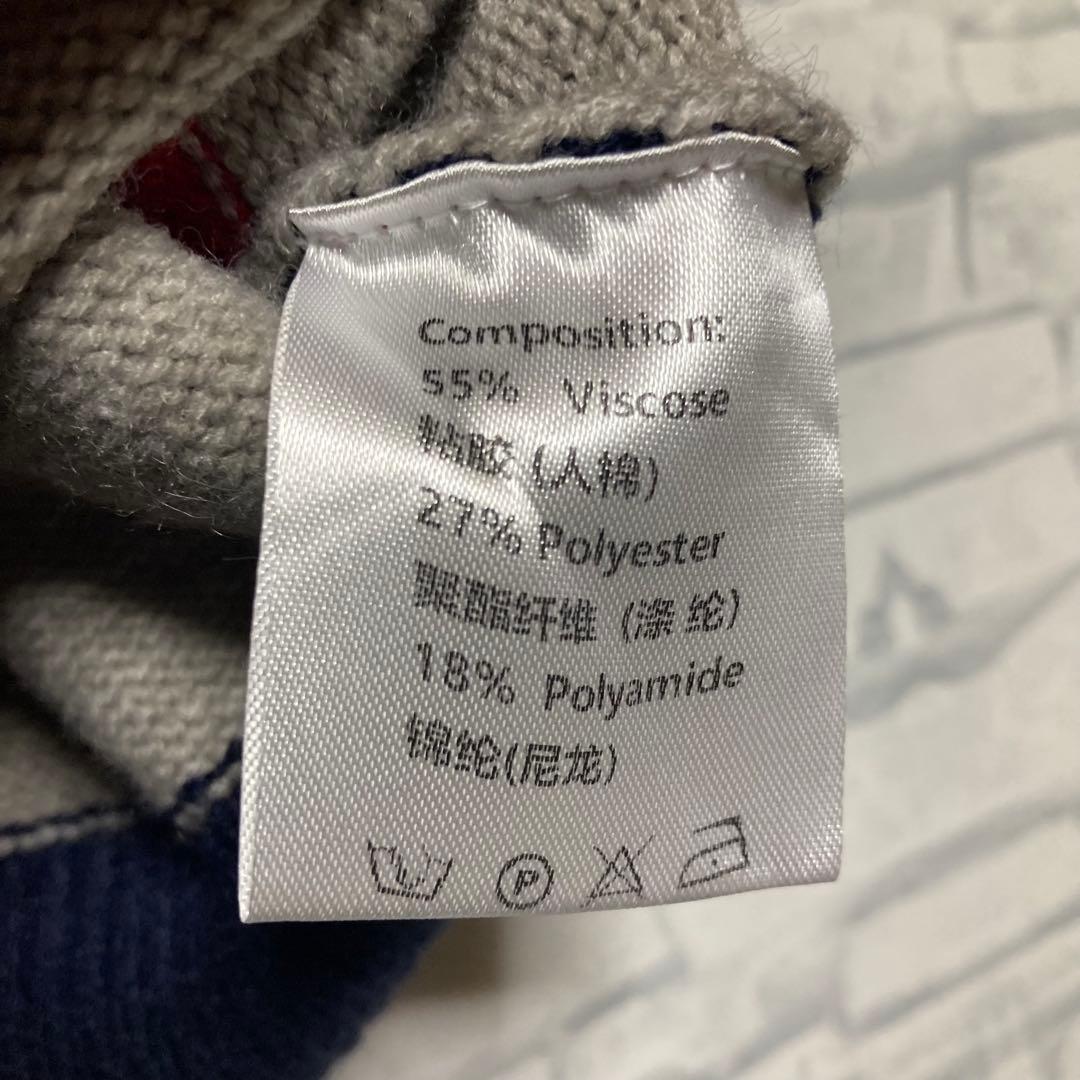 Composition:
55% Viscose
粘胶(人棉)
27% Polyester
聚酯纤维 (涤纶)
18% Polyamide
锦纶(尼龙)
P